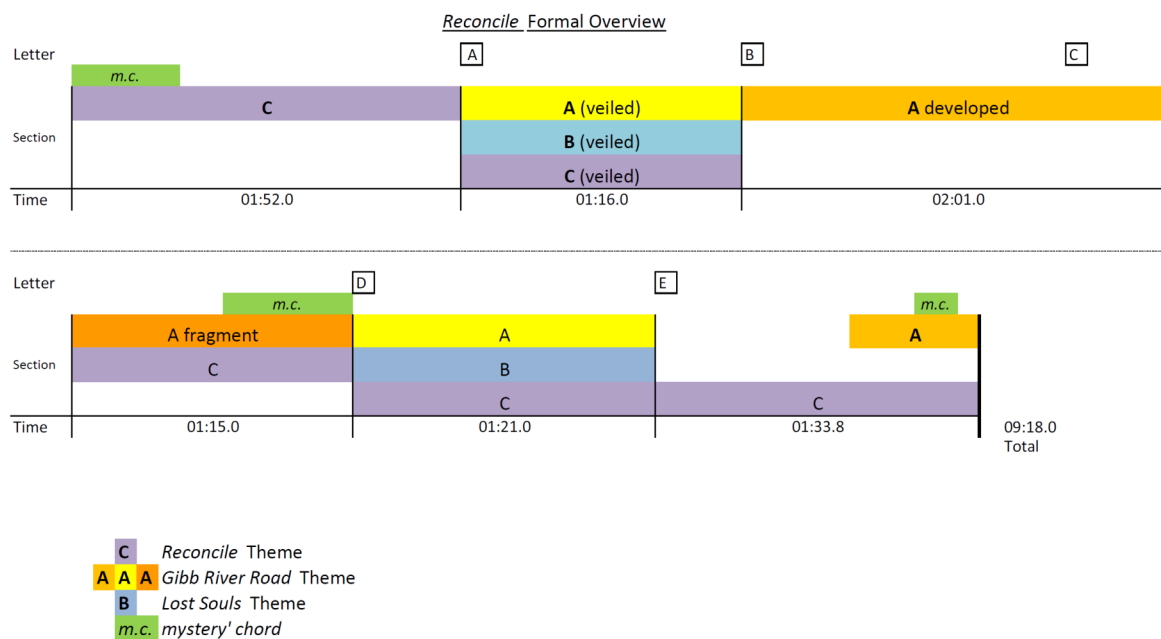 Reconcile Formal Overview
Letter A B C
m.c.
C A (veiled) A developed
Section B (veiled)
C (veiled)
Time 01:52.0 01:16.0 02:01.0
Letter D E
m.c. m.c.
A fragment A A
Section C B
C C
Time 01:15.0 01:21.0 01:33.8 09:18.0
Total
C Reconcile Theme
A A A Gibb River Road Theme
B Lost Souls Theme
m.c. mystery' chord